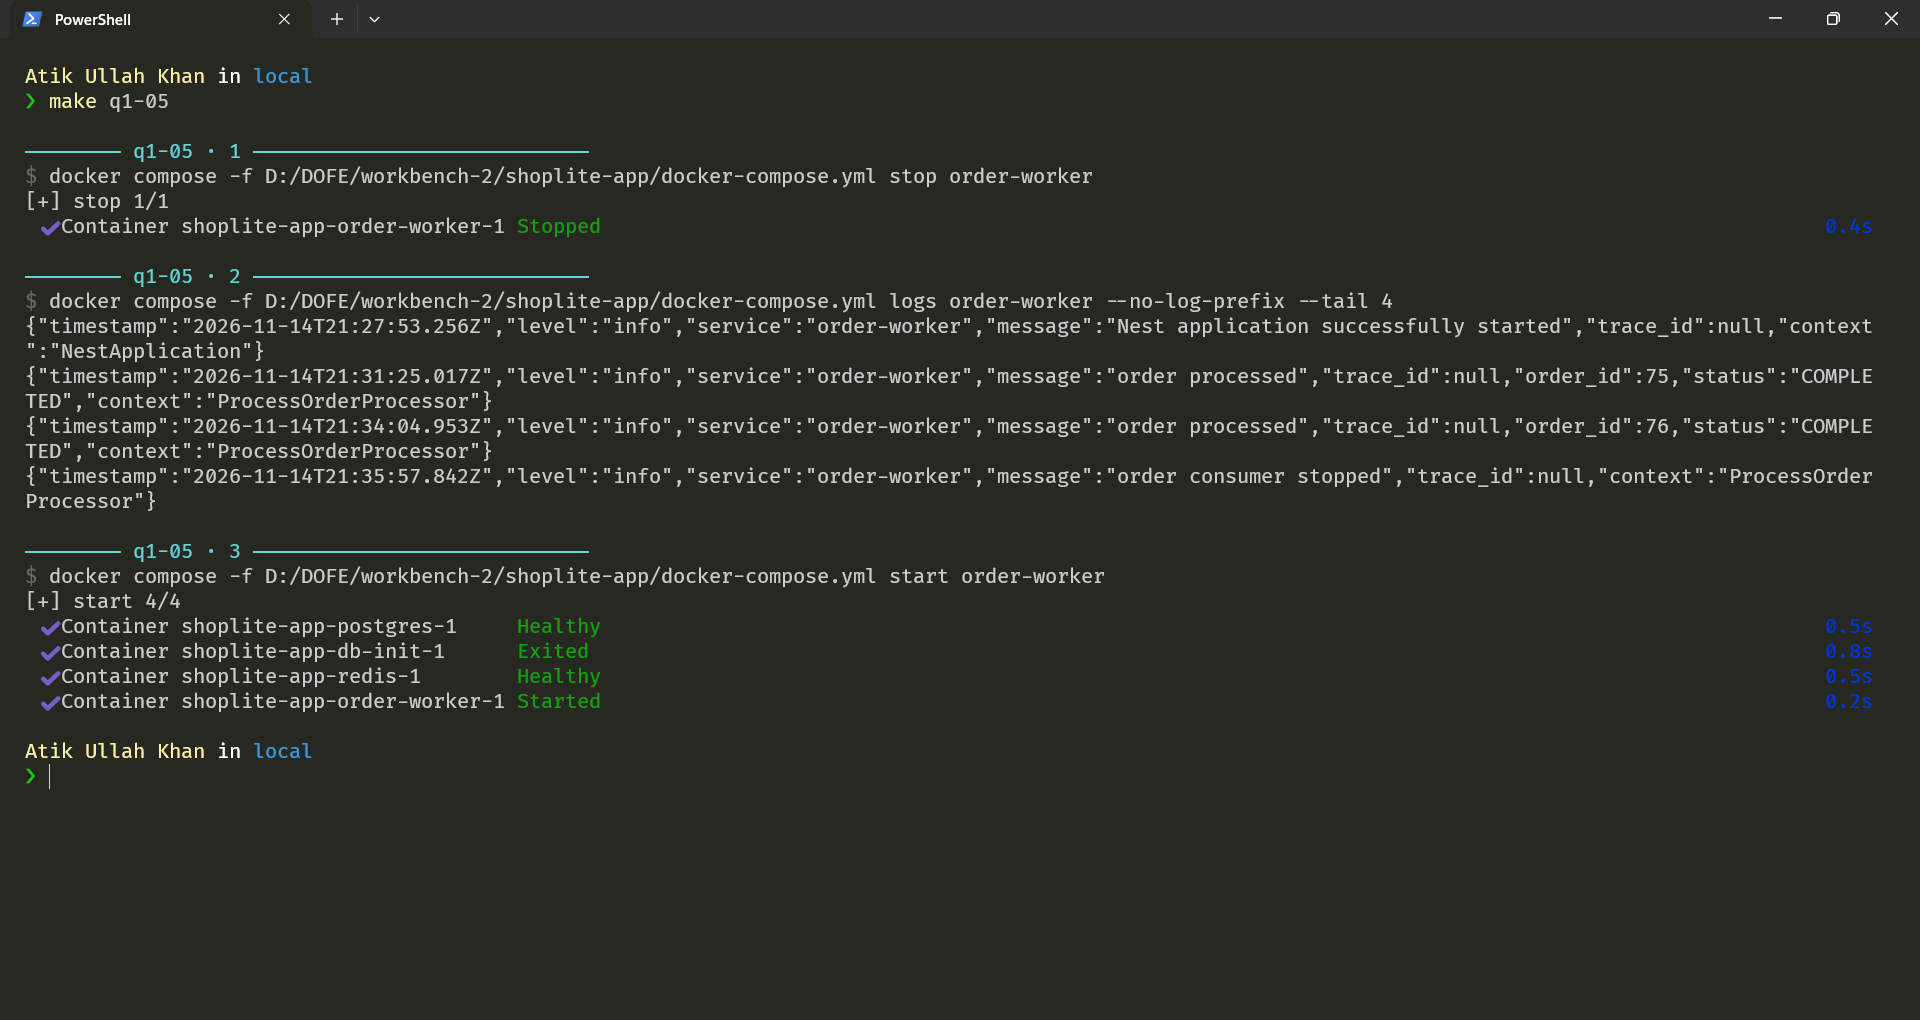 PowerShell
Atik Ullah Khan in local
❯ make q1-05
──────── q1-05 · 1 ────────────────────────────
$ docker compose -f D:/DOFE/workbench-2/shoplite-app/docker-compose.yml stop order-worker
[+] stop 1/1
✔Container shoplite-app-order-worker-1 Stopped 0.4s
──────── q1-05 · 2 ────────────────────────────
$ docker compose -f D:/DOFE/workbench-2/shoplite-app/docker-compose.yml logs order-worker --no-log-prefix --tail 4
{"timestamp":"2026-11-14T21:27:53.256Z","level":"info","service":"order-worker","message":"Nest application successfully started","trace_id":null,"context
":"NestApplication"}
{"timestamp":"2026-11-14T21:31:25.017Z","level":"info","service":"order-worker","message":"order processed","trace_id":null,"order_id":75,"status":"COMPLE
TED","context":"ProcessOrderProcessor"}
{"timestamp":"2026-11-14T21:34:04.953Z","level":"info","service":"order-worker","message":"order processed","trace_id":null,"order_id":76,"status":"COMPLE
TED","context":"ProcessOrderProcessor"}
{"timestamp":"2026-11-14T21:35:57.842Z","level":"info","service":"order-worker","message":"order consumer stopped","trace_id":null,"context":"ProcessOrder
Processor"}
──────── q1-05 · 3 ────────────────────────────
$ docker compose -f D:/DOFE/workbench-2/shoplite-app/docker-compose.yml start order-worker
[+] start 4/4
✔Container shoplite-app-postgres-1 Healthy 0.5s
✔Container shoplite-app-db-init-1 Exited 0.8s
✔Container shoplite-app-redis-1 Healthy 0.5s
✔Container shoplite-app-order-worker-1 Started 0.2s
Atik Ullah Khan in local
❯